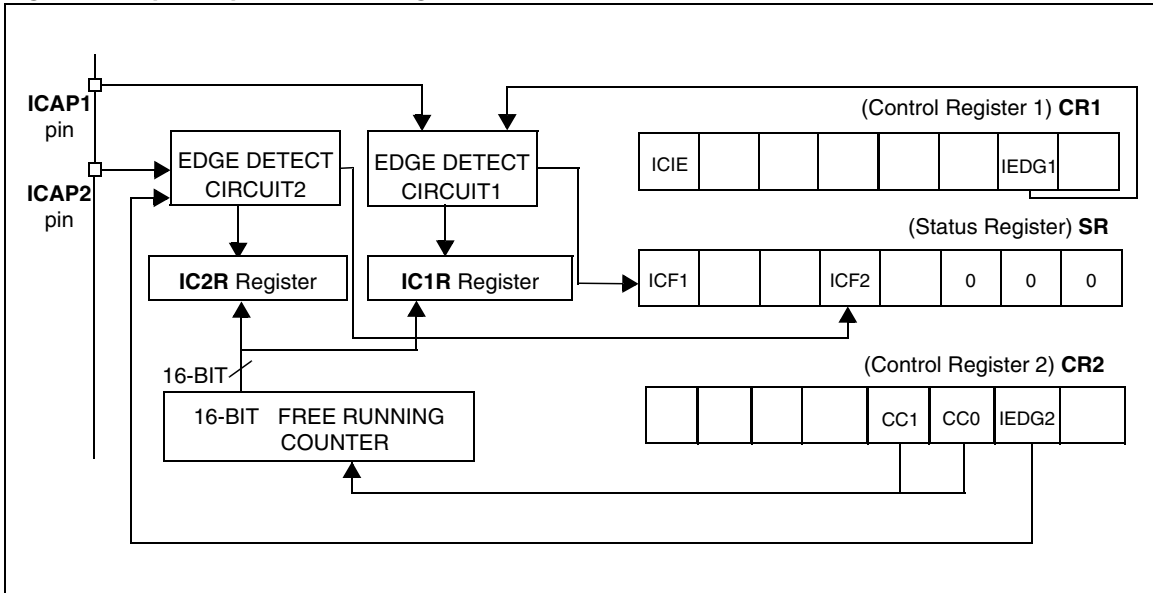 ICAP1
pin
ICAP2
pin
EDGE DETECT
CIRCUIT2
EDGE DETECT
CIRCUIT1
IC2R Register
IC1R Register
16-BIT
16-BIT FREE RUNNING
COUNTER
(Control Register 1) CR1
ICIE IEDG1
(Status Register) SR
ICF1 ICF2 0 0 0
(Control Register 2) CR2
CC1 CC0 IEDG2